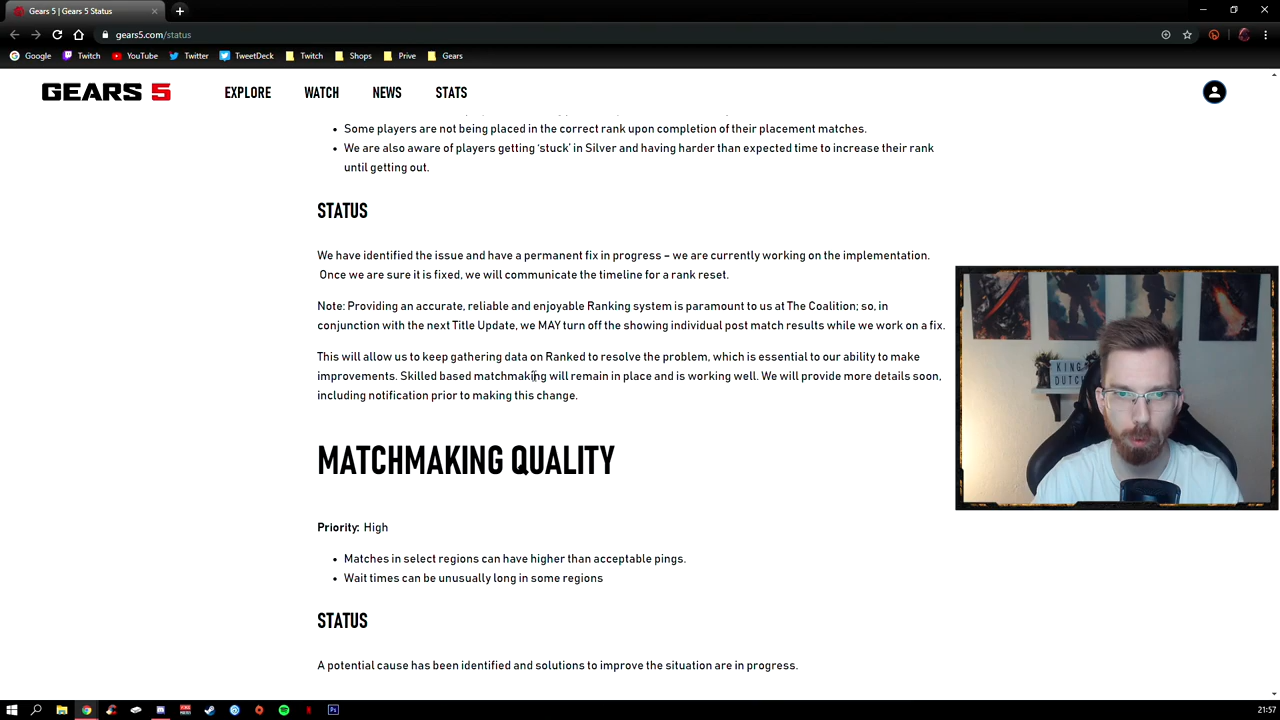 Gears 5 | Gears 5 Status
gears5.com/status
Google Twitch YouTube Twitter TweetDeck Twitch Shops Prive Gears
GEARS 5 EXPLORE WATCH NEWS STATS
• Some players are not being placed in the correct rank upon completion of their placement matches.
• We are also aware of players getting ‘stuck’ in Silver and having harder than expected time to increase their rank
until getting out.
STATUS
We have identified the issue and have a permanent fix in progress – we are currently working on the implementation.
Once we are sure it is fixed, we will communicate the timeline for a rank reset.
Note: Providing an accurate, reliable and enjoyable Ranking system is paramount to us at The Coalition; so, in
conjunction with the next Title Update, we MAY turn off the showing individual post match results while we work on a fix.
This will allow us to keep gathering data on Ranked to resolve the problem, which is essential to our ability to make
improvements. Skilled based matchmaking will remain in place and is working well. We will provide more details soon,
including notification prior to making this change.
KING
DUTCH
MATCHMAKING QUALITY
Priority: High
• Matches in select regions can have higher than acceptable pings.
• Wait times can be unusually long in some regions
STATUS
A potential cause has been identified and solutions to improve the situation are in progress.
21:57